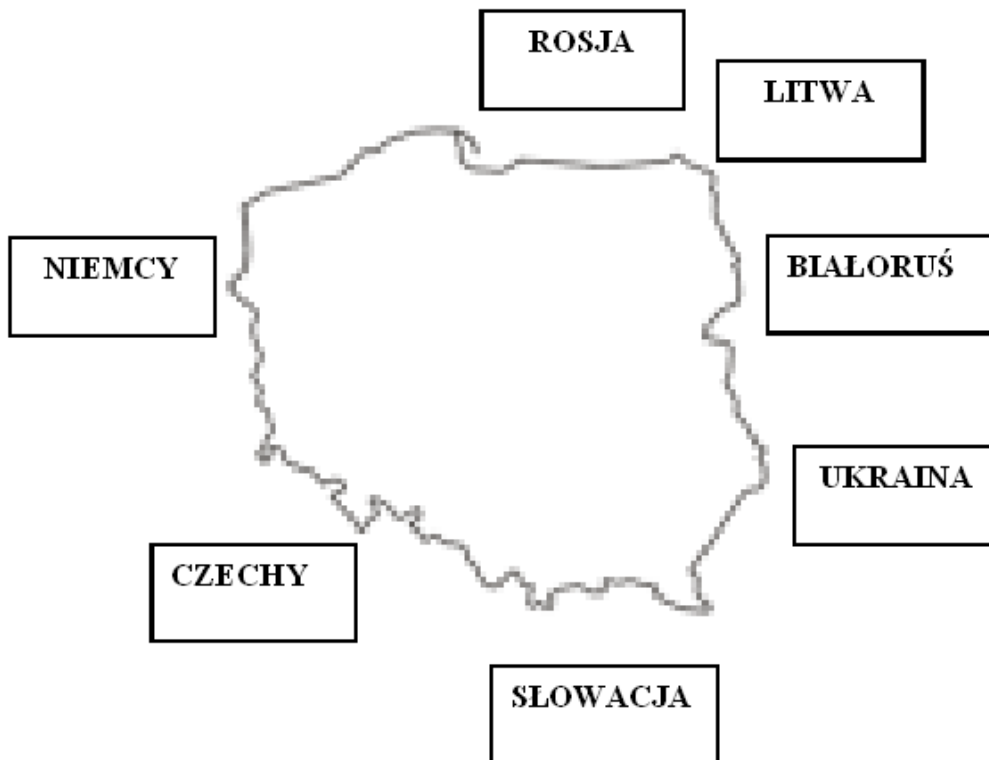 ROSJA
LITWA
NIEMCY
BIAŁORUŚ
UKRAINA
CZECHY
SŁOWACJA